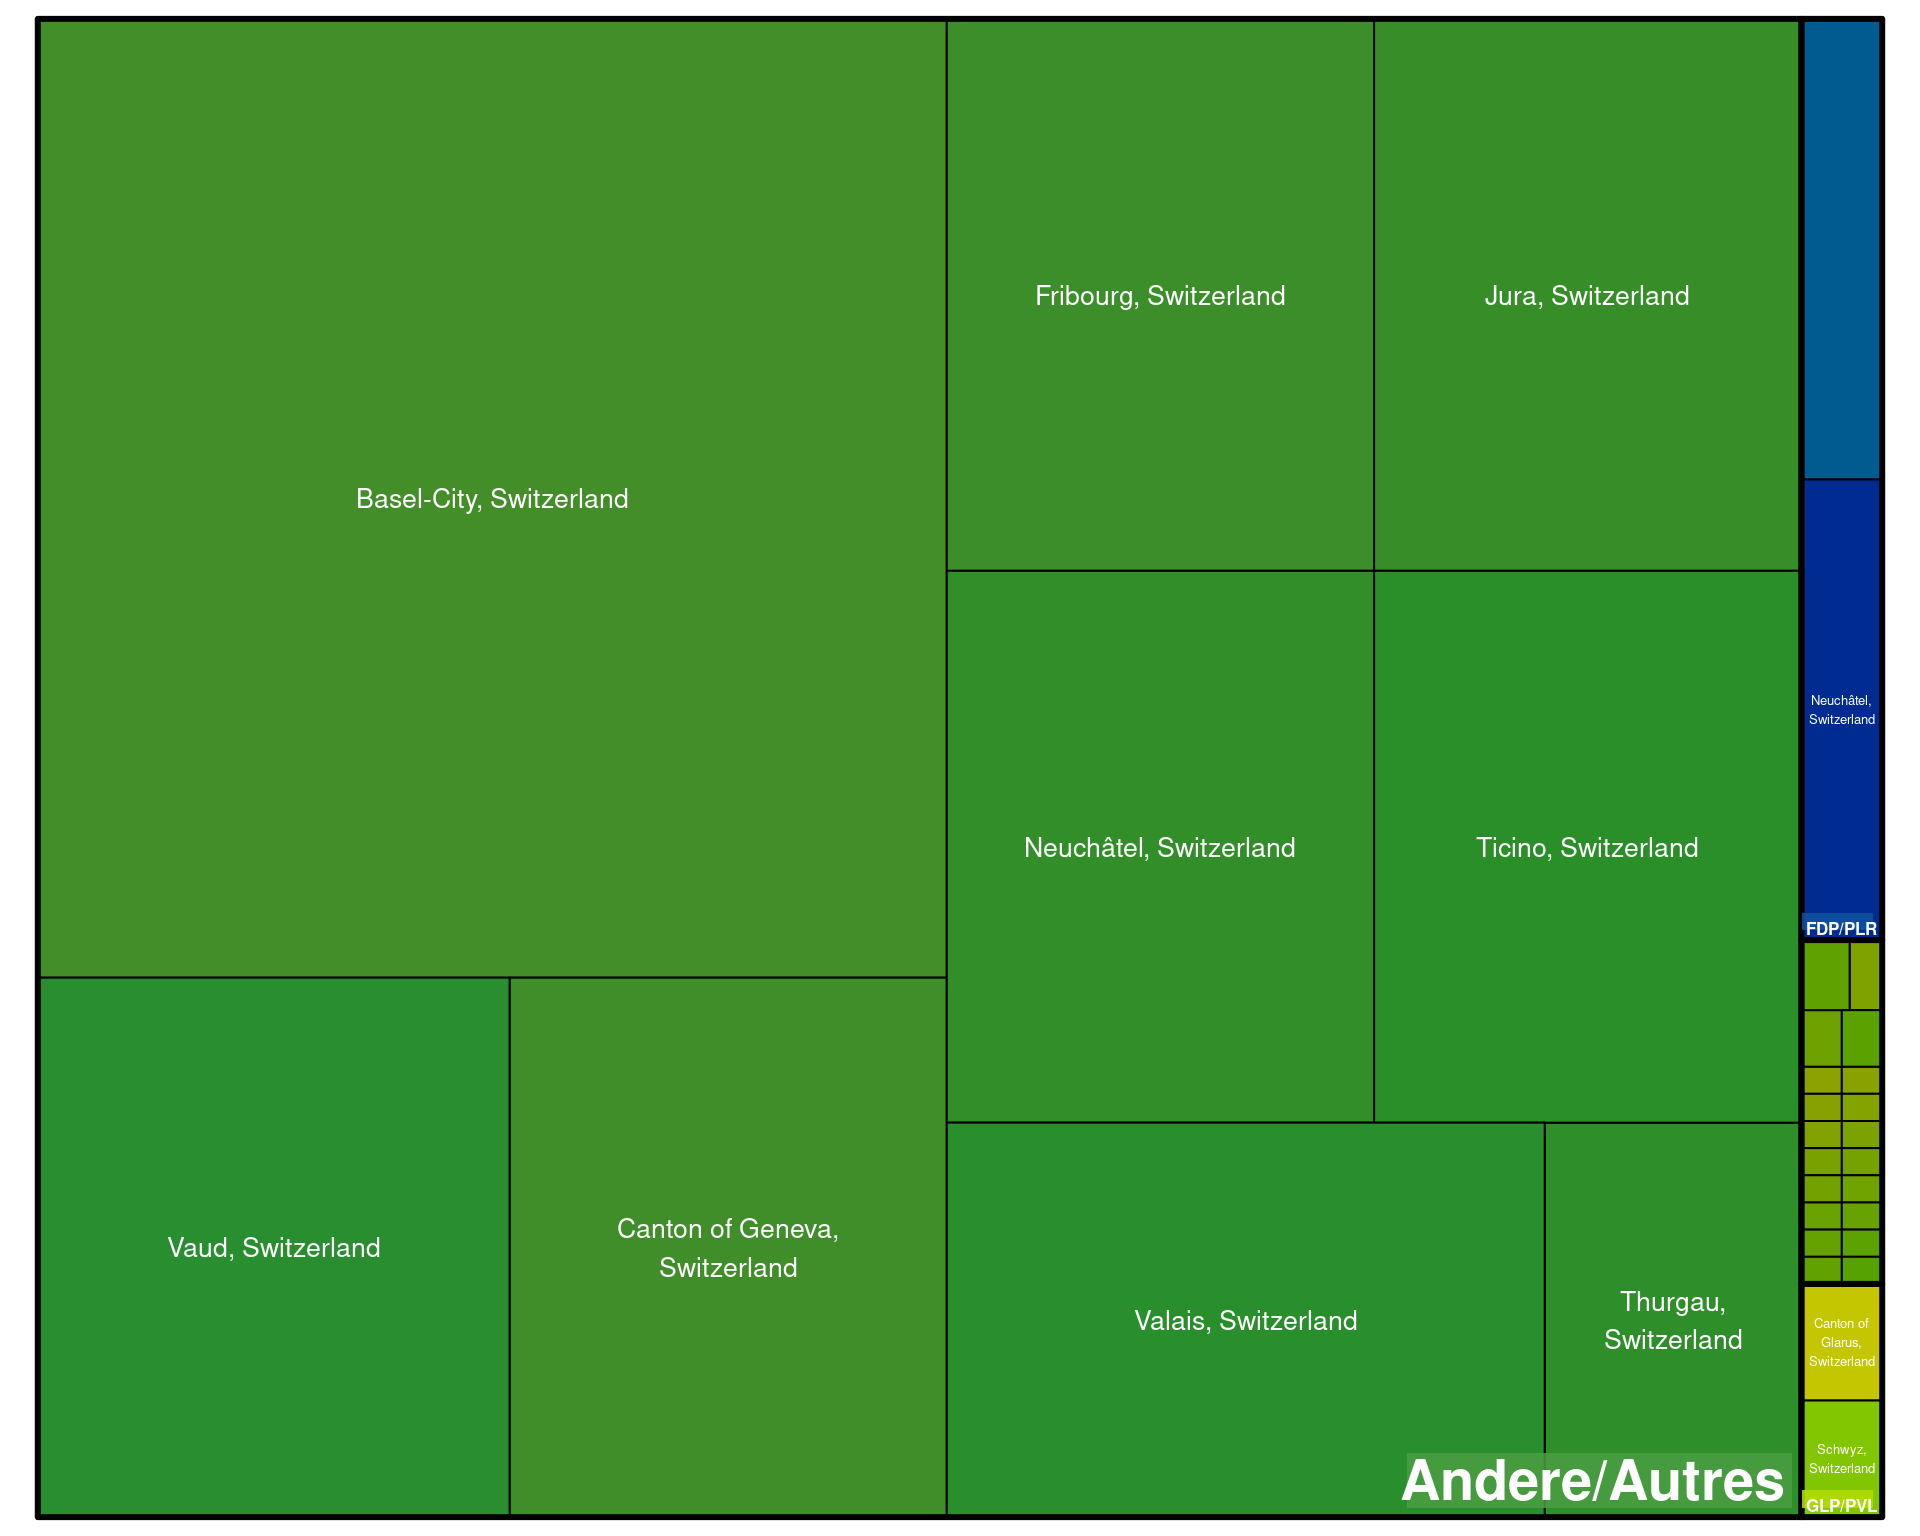 Basel-City, Switzerland
Fribourg, Switzerland
Jura, Switzerland
Neuchâtel, Switzerland
Ticino, Switzerland
Vaud, Switzerland
Canton of Geneva,
Switzerland
Valais, Switzerland
Thurgau,
Switzerland
Andere/Autres
Neuchâtel,
Switzerland
FDP/PLR
Canton of
Glarus,
Switzerland
Schwyz,
Switzerland
GLP/PVL